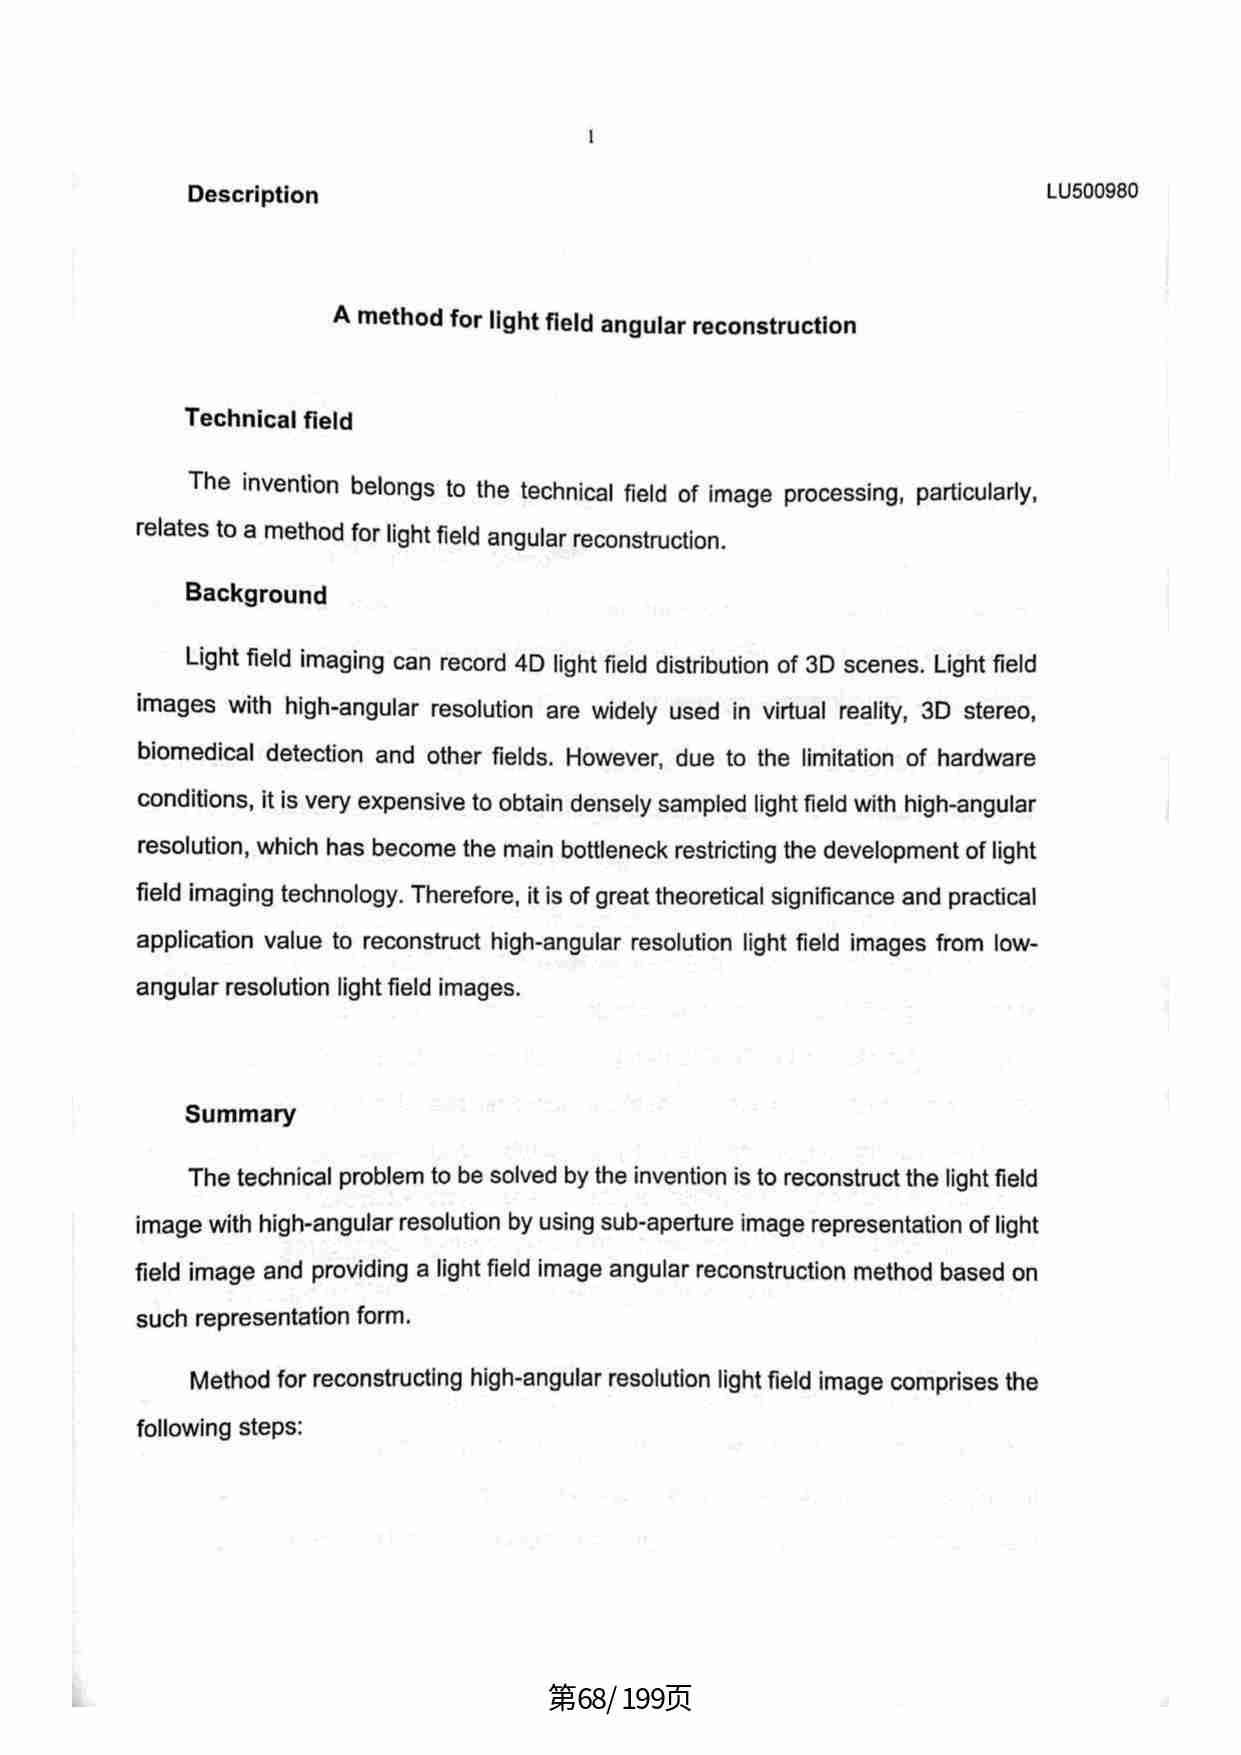 1
Description
LU500980
A method for light field angular reconstruction
Technical field
The invention belongs to the technical field of image processing, particularly,
relates to a method for light field angular reconstruction.
Background
Light field imaging can record 4D light field distribution of 3D scenes. Light field
images with high-angular resolution are widely used in virtual reality, 3D stereo,
biomedical detection and other fields. However, due to the limitation of hardware
conditions, it is very expensive to obtain densely sampled light field with high-angular
resolution, which has become the main bottleneck restricting the development of light
field imaging technology. Therefore, it is of great theoretical significance and practical
application value to reconstruct high-angular resolution light field images from low-
angular resolution light field images.
Summary
The technical problem to be solved by the invention is to reconstruct the light field
image with high-angular resolution by using sub-aperture image representation of light
field image and providing a light field image angular reconstruction method based on
such representation form.
Method for reconstructing high-angular resolution light field image comprises the
following steps:
第68/ 199页